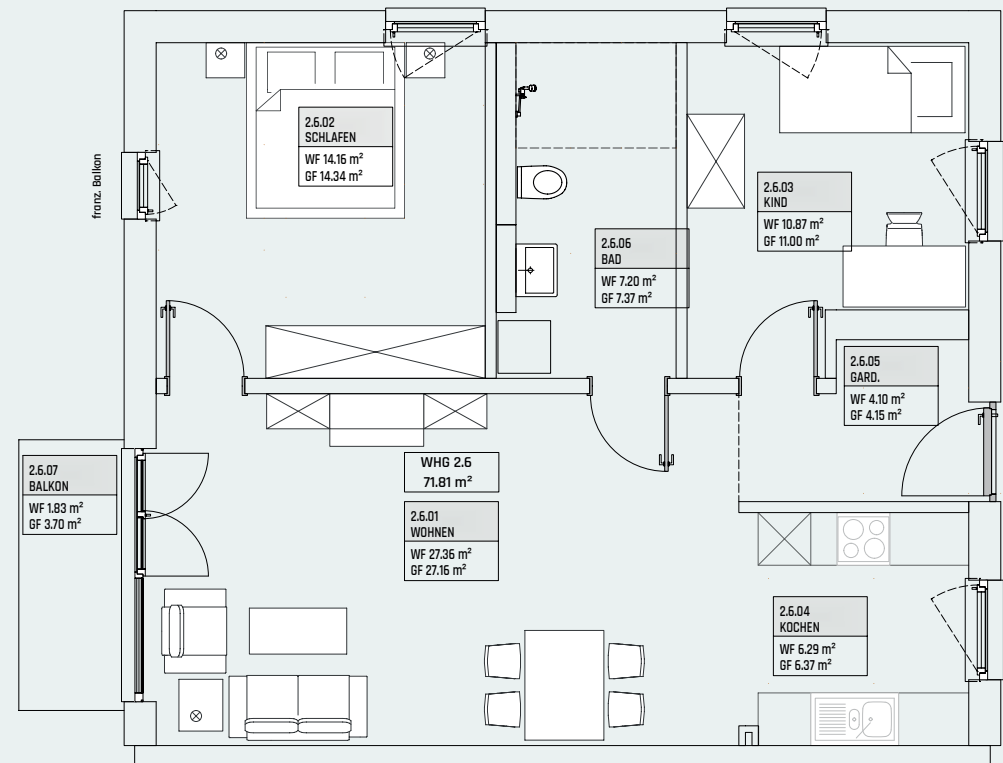 2.6.02
SCHLAFEN
WF 14.16 m²
GF 14.34 m²
franz. Balkon
2.6.03
KIND
WF 10.87 m²
GF 11.00 m²
2.6.06
BAD
WF 7.20 m²
GF 7.37 m²
2.6.05
GARD.
WF 4.10 m²
GF 4.15 m²
2.6.07
BALKON
WF 1.83 m²
GF 3.70 m²
WHG 2.6
71.81 m²
2.6.01
WOHNEN
WF 27.36 m²
GF 27.16 m²
2.6.04
KOCHEN
WF 6.29 m²
GF 6.37 m²